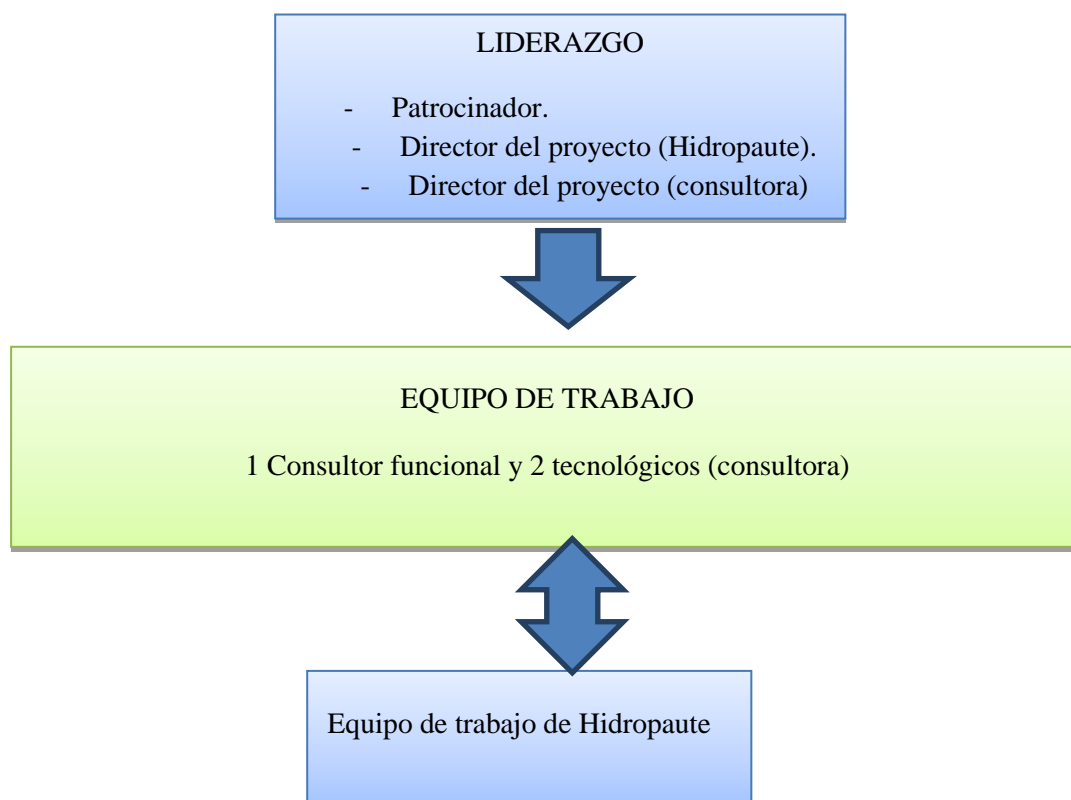 LIDERAZGO
- Patrocinador.
- Director del proyecto (Hidropaute).
- Director del proyecto (consultora)
EQUIPO DE TRABAJO
1 Consultor funcional y 2 tecnológicos (consultora)
Equipo de trabajo de Hidropaute